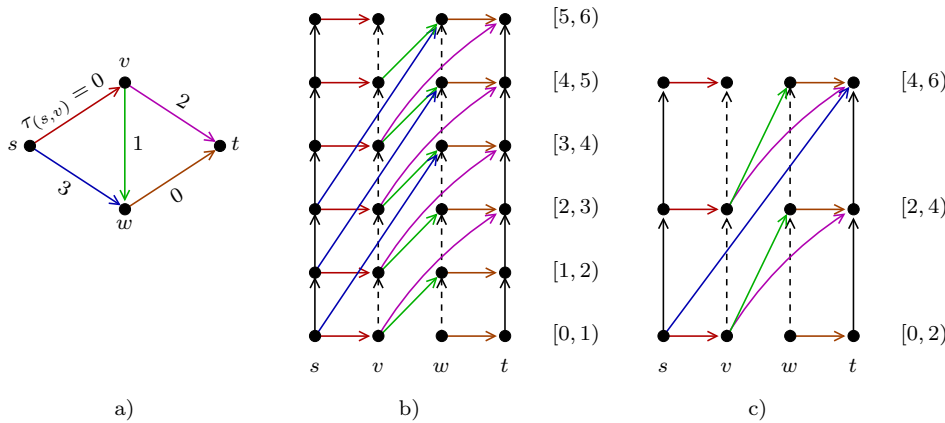 v
τ(s,v) = 0
2
s
1
t
3
0
w
a)
[5, 6)
[4, 5)
[3, 4)
[2, 3)
[1, 2)
[0, 1)
s v w t
b)
[4, 6)
[2, 4)
[0, 2)
s v w t
c)